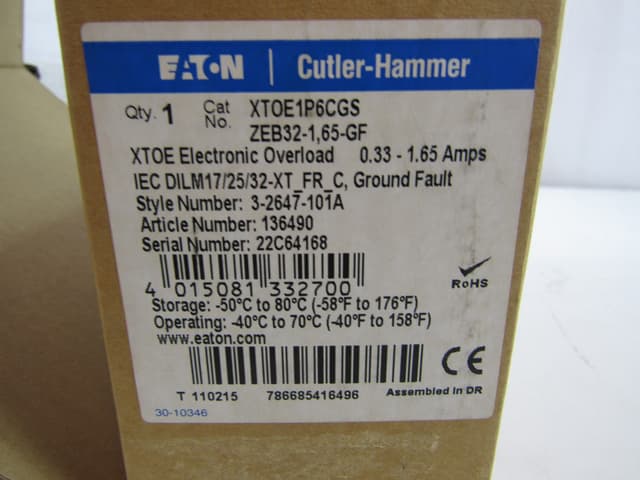 EATON | Cutler-Hammer
Qty. 1 Cat No. XTOE1P6CGS
ZEB32-1,65-GF
XTOE Electronic Overload 0.33 - 1.65 Amps
IEC DILM17/25/32-XT_FR_C, Ground Fault
Style Number: 3-2647-101A
Article Number: 136490
Serial Number: 22C64168
4 015081 332700
RoHS
Storage: -50°C to 80°C (-58°F to 176°F)
Operating: -40°C to 70°C (-40°F to 158°F)
www.eaton.com
CE
T 110215 786685416496 Assembled in DR
30-10346